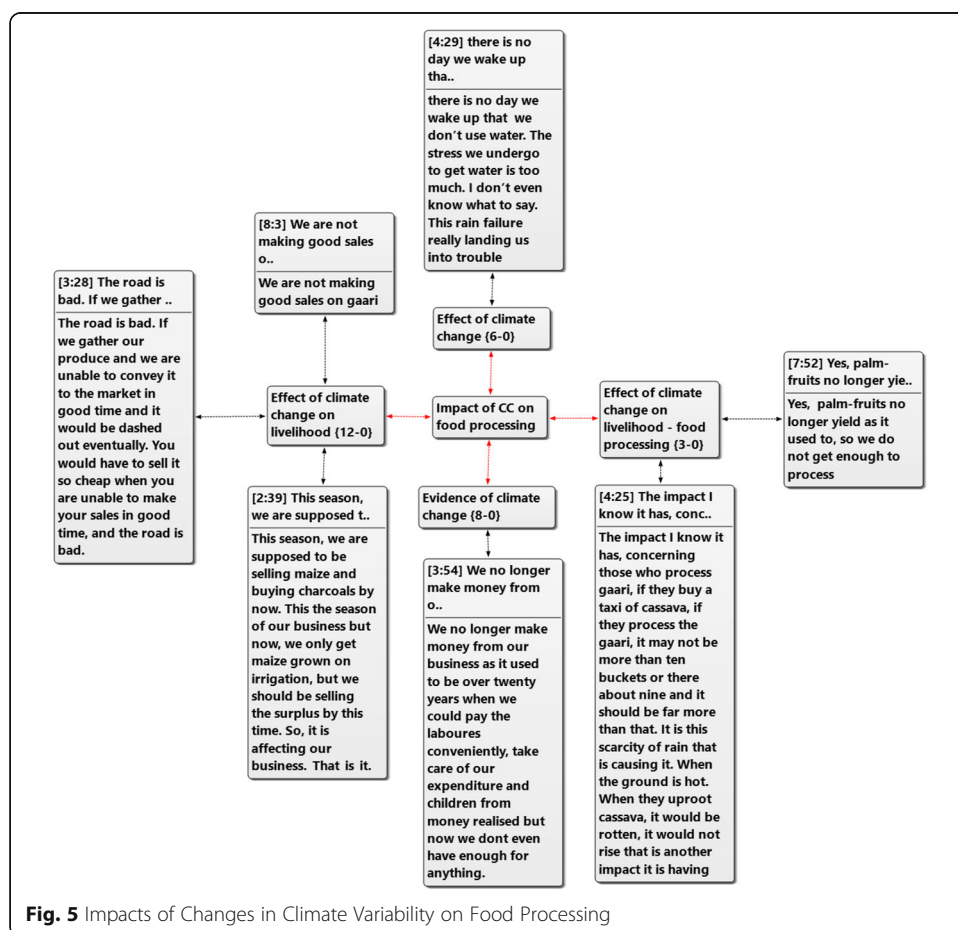 [4:29] there is no
day we wake up
tha..
there is no day we
wake up that we
don't use water. The
stress we undergo
to get water is too
much. I don't even
know what to say.
This rain failure
really landing us
into trouble
[8:3] We are not
making good sales
o..
We are not making
good sales on gaari
[3:28] The road is
bad. If we gather ..
The road is bad. If
we gather our
produce and we are
unable to convey it
to the market in
good time and it
would be dashed
out eventually. You
would have to sell it
so cheap when you
are unable to make
your sales in good
time, and the road is
bad.
Effect of climate
change {6-0}
Effect of climate
change on
livelihood {12-0}
Impact of CC on
food processing
Effect of climate
change on
livelihood - food
processing {3-0}
[7:52] Yes, palm-
fruits no longer yie..
Yes, palm-fruits no
longer yield as it
used to, so we do
not get enough to
process
[2:39] This season,
we are supposed t..
This season, we are
supposed to be
selling maize and
buying charcoals by
now. This the season
of our business but
now, we only get
maize grown on
irrigation, but we
should be selling
the surplus by this
time. So, it is
affecting our
business. That is it.
Evidence of climate
change {8-0}
[3:54] We no longer
make money from
o..
We no longer make
money from our
business as it used
to be over twenty
years when we
could pay the
laboures
conveniently, take
care of our
expenditure and
children from
money realised but
now we dont even
have enough for
anything.
[4:25] The impact I
know it has, conc..
The impact I know it
has, concerning
those who process
gaari, if they buy a
taxi of cassava, if
they process the
gaari, it may not be
more than ten
buckets or there
about nine and it
should be far more
than that. It is this
scarcity of rain that
is causing it. When
the ground is hot.
When they uproot
cassava, it would be
rotten, it would not
rise that is another
impact it is having
Fig. 5 Impacts of Changes in Climate Variability on Food Processing